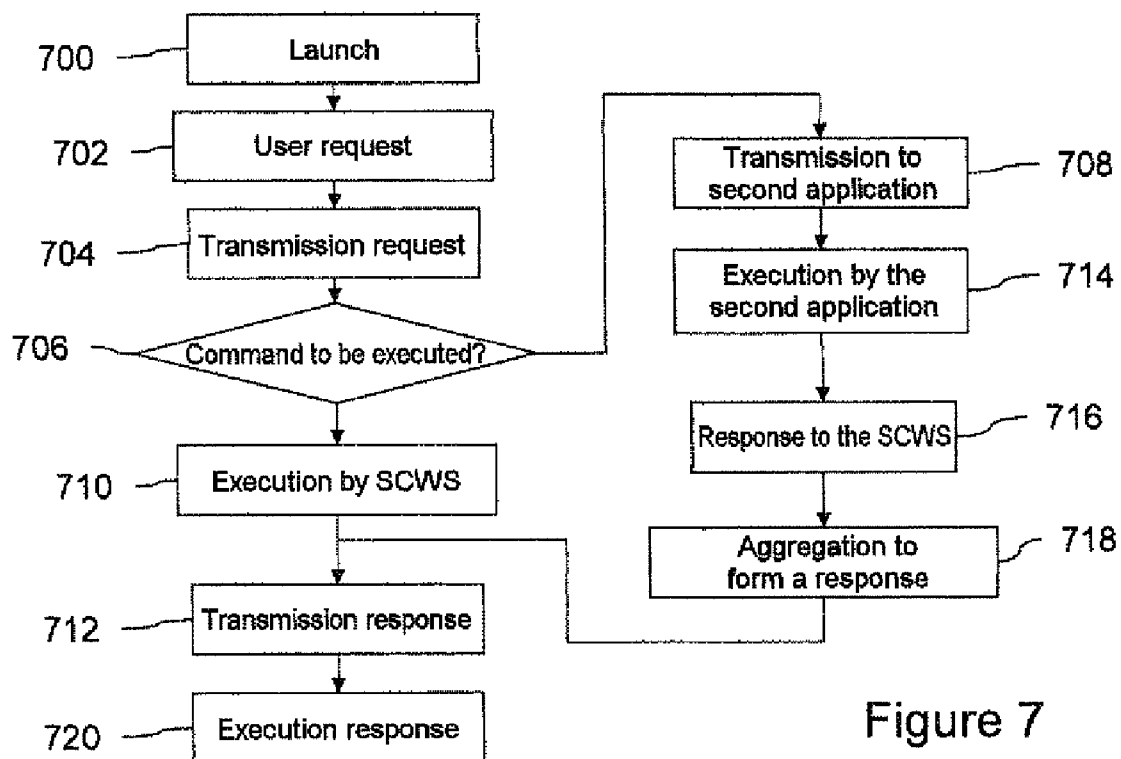 700
Launch
702
User request
704
Transmission request
706
Command to be executed?
Transmission to
second application
708
Execution by the
second application
714
Response to the SCWS
716
Aggregation to
form a response
718
710
Execution by SCWS
712
Transmission response
720
Execution response
Figure 7